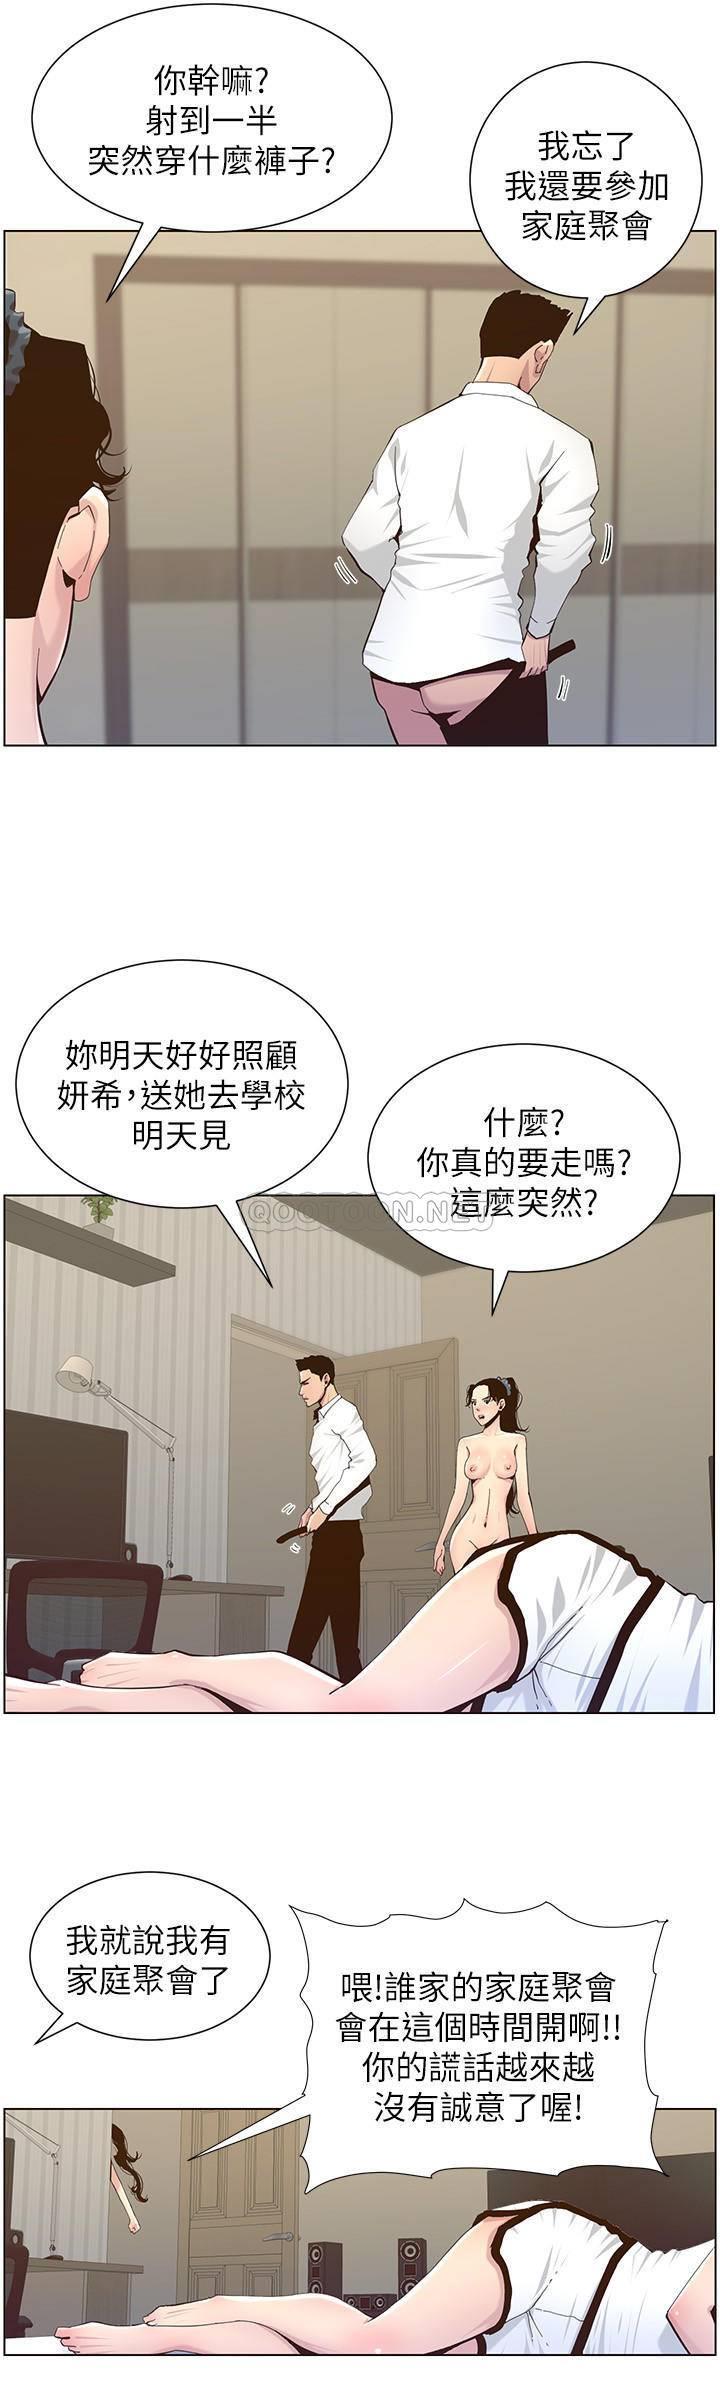 你幹嘛?
射到一半
突然穿什麼褲子?
我忘了
我還要參加
家庭聚會
妳明天好好照顧
妍希,送她去學校
明天見
什麼?
你真的要走嗎?
這麼突然?
QOOTOON.NET
我就說我有
家庭聚會了
喂!誰家的家庭聚會
會在這個時間開啊!!
你的謊話越來越
沒有誠意了喔!